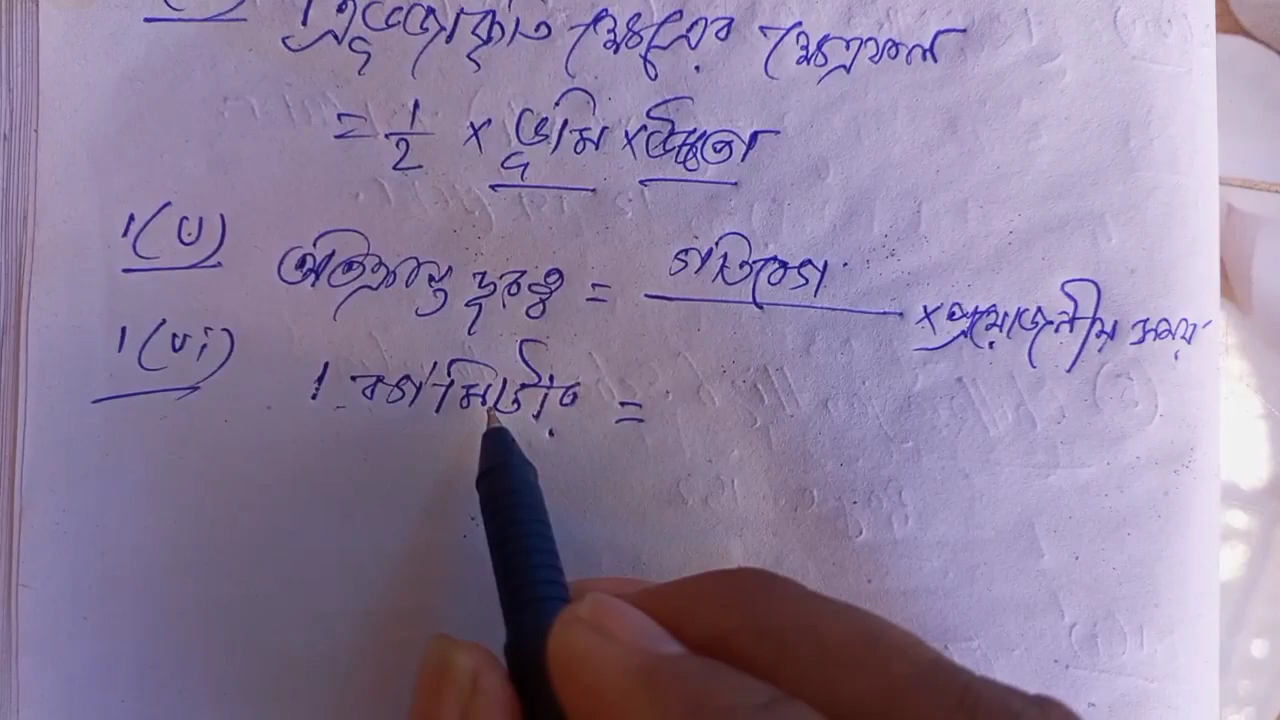 ত্রিভুজাকৃতি ক্ষেত্রের ক্ষেত্রফল
= 1/2 × ভূমি × উচ্চতা
1(v) অতিক্রান্ত দূরত্ব = গতিবেগ × প্রয়োজনীয় সময়
1(vi) 1 বর্গমিটার =